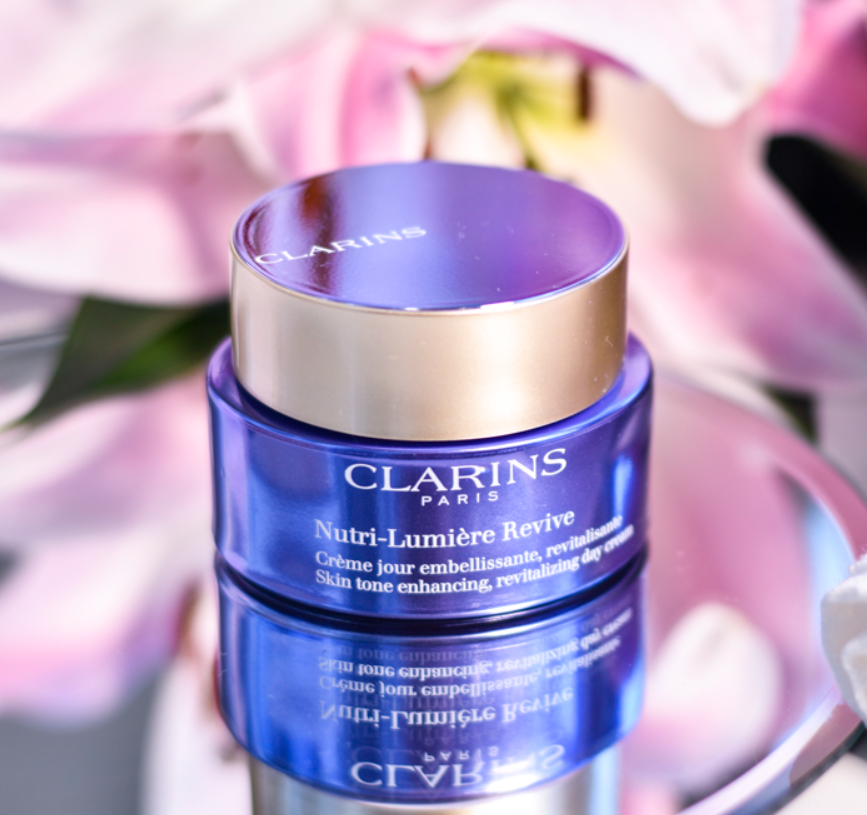 CLARINS
CLARINS
PARIS
Nutri-Lumière Revive
Crème jour embellissante, revitalisante
Skin tone enhancing, revitalizing day cream